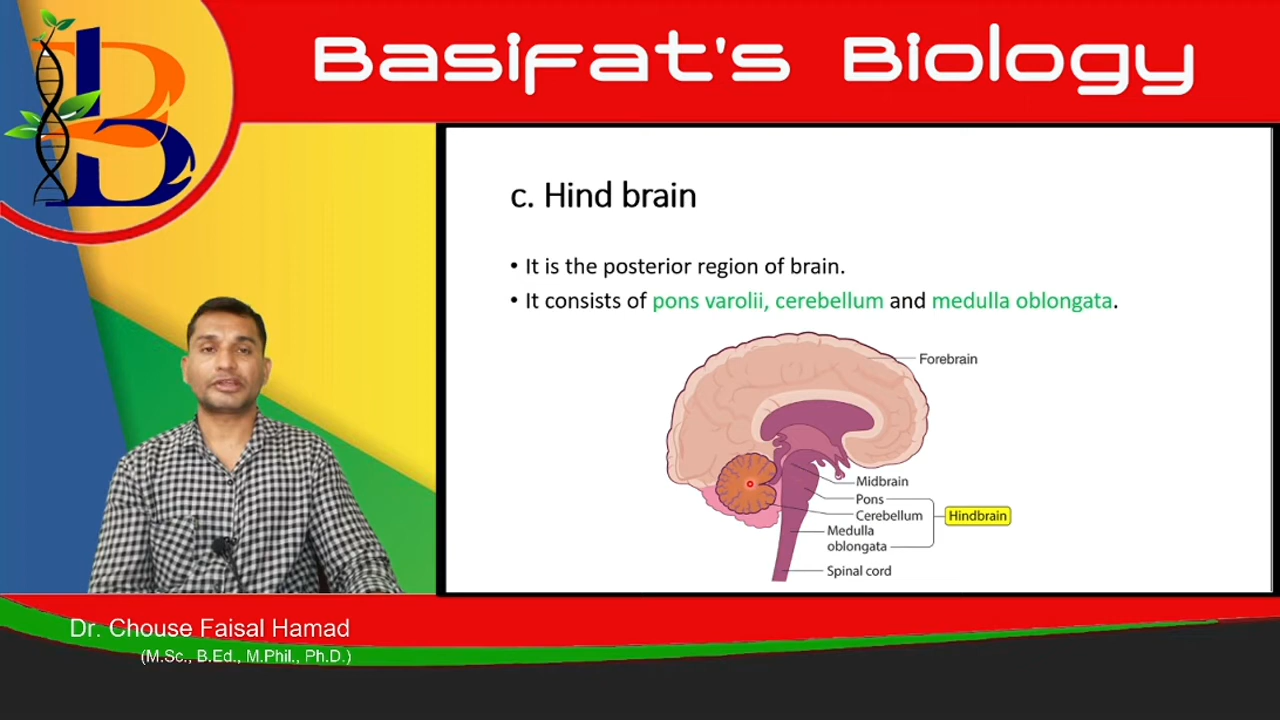 Basifat's Biology
B
c. Hind brain
• It is the posterior region of brain.
• It consists of pons varolii, cerebellum and medulla oblongata.
Forebrain
Midbrain
Pons
Cerebellum
Hindbrain
Medulla
oblongata
Spinal cord
Dr. Chouse Faisal Hamad
(M.Sc., B.Ed., M.Phil., Ph.D.)